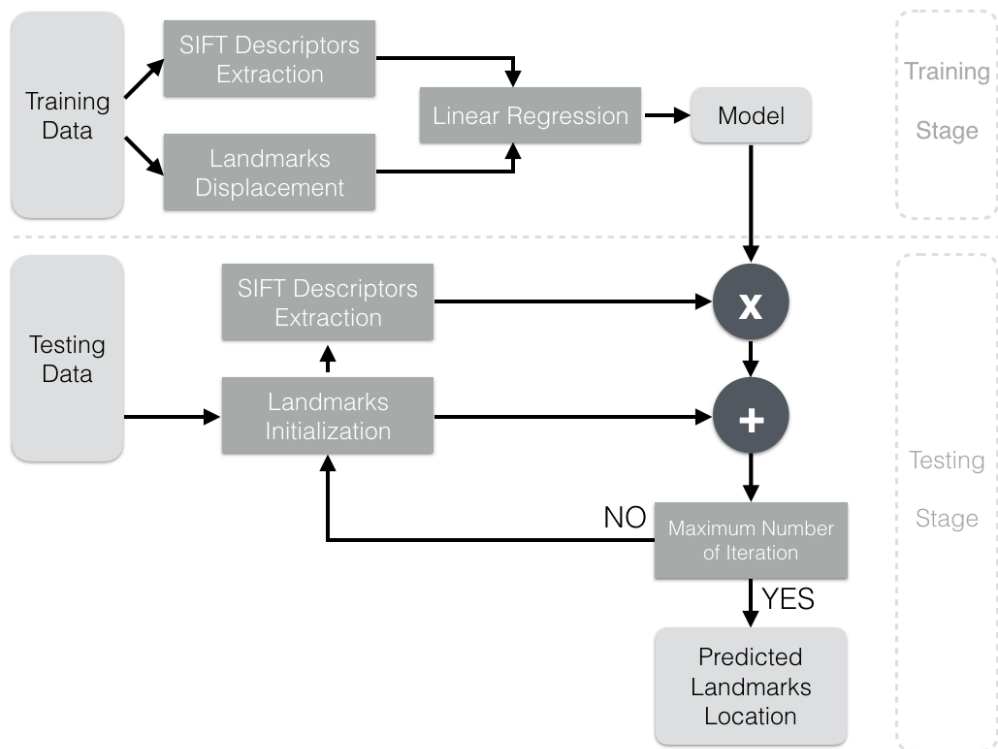 Training
Data
SIFT Descriptors
Extraction
Landmarks
Displacement
Linear Regression
Model
Training
Stage
Testing
Data
SIFT Descriptors
Extraction
Landmarks
Initialization
x
+
NO
Maximum Number
of Iteration
YES
Predicted
Landmarks
Location
Testing
Stage